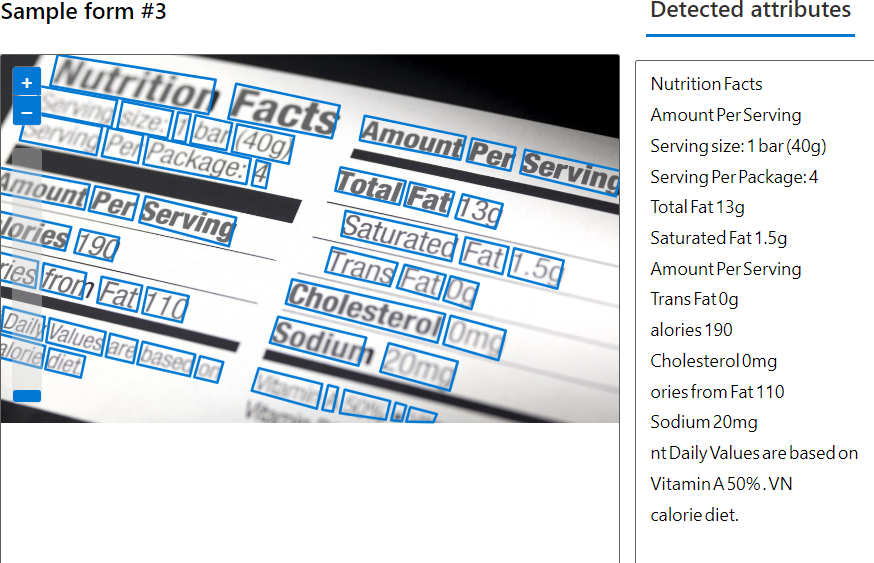 Sample form #3
Nutrition Facts
Serving size: 1 bar (40g)
Serving Per Package: 4
Amount Per Serving
lories 190
ries from Fat 110
Daily Values are based on
alorie diet.
Amount Per Serving
Total Fat 13g
Saturated Fat 1.5g
Trans Fat 0g
Cholesterol 0mg
Sodium 20mg
Vitamin A 50%
Vitamin
Detected attributes
Nutrition Facts
Amount Per Serving
Serving size: 1 bar (40g)
Serving Per Package: 4
Total Fat 13g
Saturated Fat 1.5g
Amount Per Serving
Trans Fat 0g
alories 190
Cholesterol 0mg
ories from Fat 110
Sodium 20mg
nt Daily Values are based on
Vitamin A 50% . VN
calorie diet.